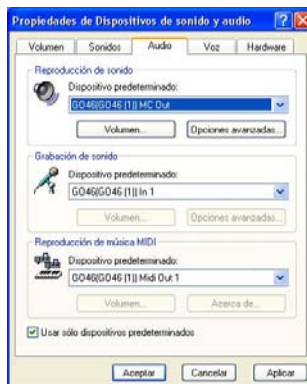 Propiedades de Dispositivos de sonido y audio
Volumen Sonidos Audio Voz Hardware
Reproducción de sonido
Dispositivo predeterminado:
GO46(GO46 (1)) MC Out
Volumen... Opciones avanzadas...
Grabación de sonido
Dispositivo predeterminado:
GO46(GO46 (1)) In 1
Volumen... Opciones avanzadas...
Reproducción de música MIDI
Dispositivo predeterminado:
GO46(GO46 (1)) Midi Out 1
Volumen... Acerca de...
Usar sólo dispositivos predeterminados
Aceptar Cancelar Aplicar